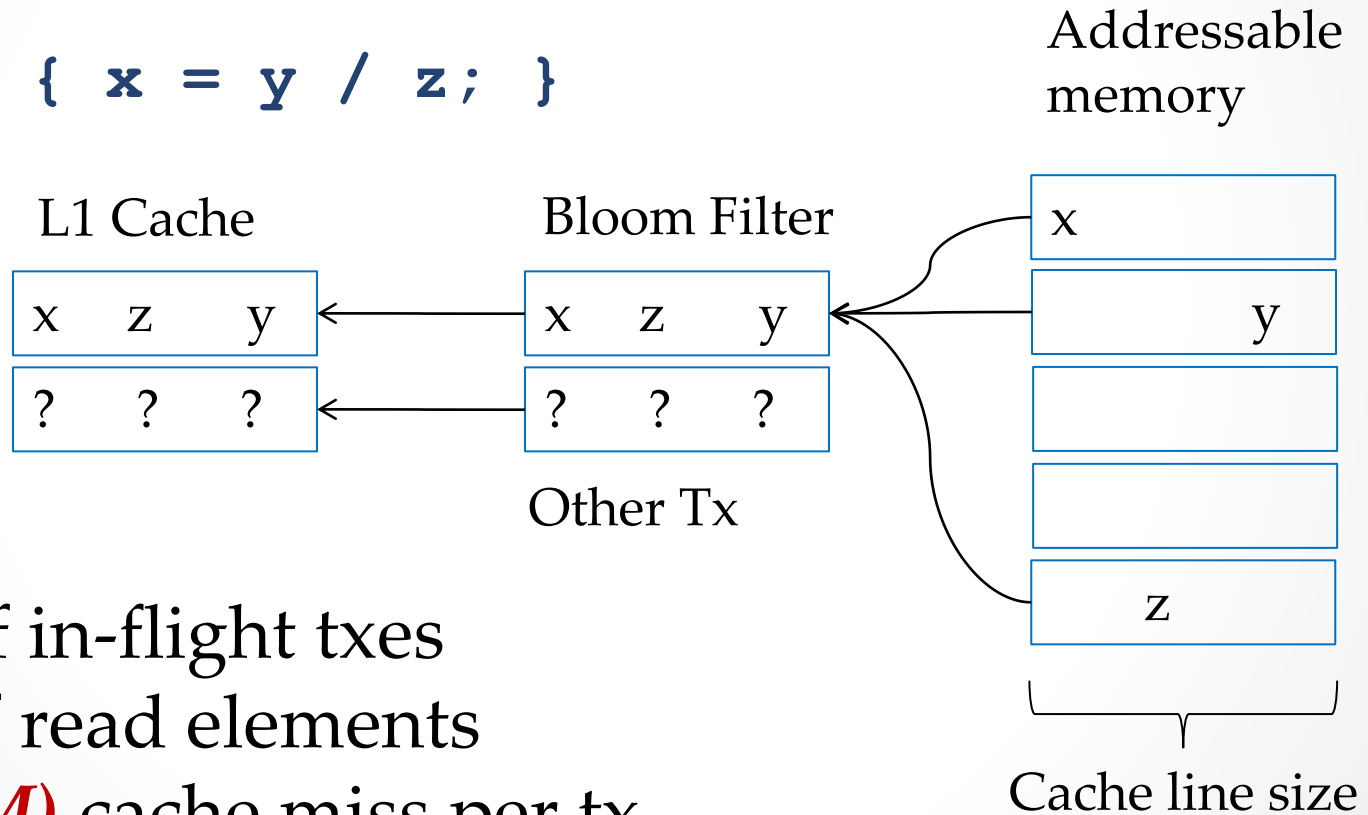 { x = y / z; }
Addressable
memory
L1 Cache
Bloom Filter
x
x z y
x z y
y
? ? ?
? ? ?
Other Tx
z
in-flight txes
read elements
) cache miss per tx
Cache line size